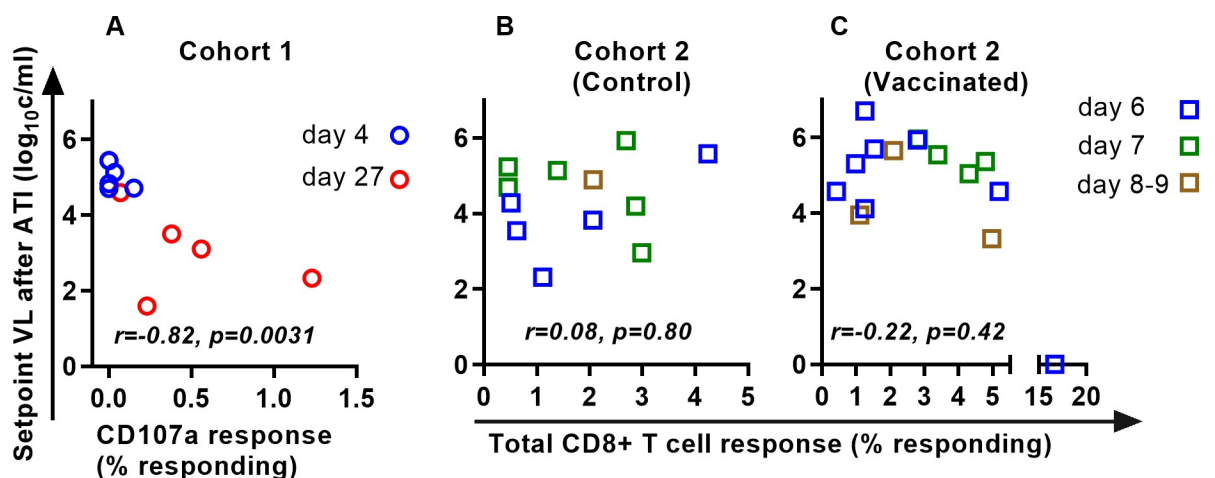 A
Cohort 1
B
Cohort 2
(Control)
C
Cohort 2
(Vaccinated)
Setpoint VL after ATI (log10c/ml)
day 4
day 27
day 6
day 7
day 8-9
6
4
2
0
r=-0.82, p=0.0031
0.0 0.5 1.0 1.5
CD107a response
(% responding)
6
4
2
0
r=0.08, p=0.80
0 1 2 3 4 5
6
4
2
0
r=-0.22, p=0.42
0 1 2 3 4 5 15 20
Total CD8+ T cell response (% responding)